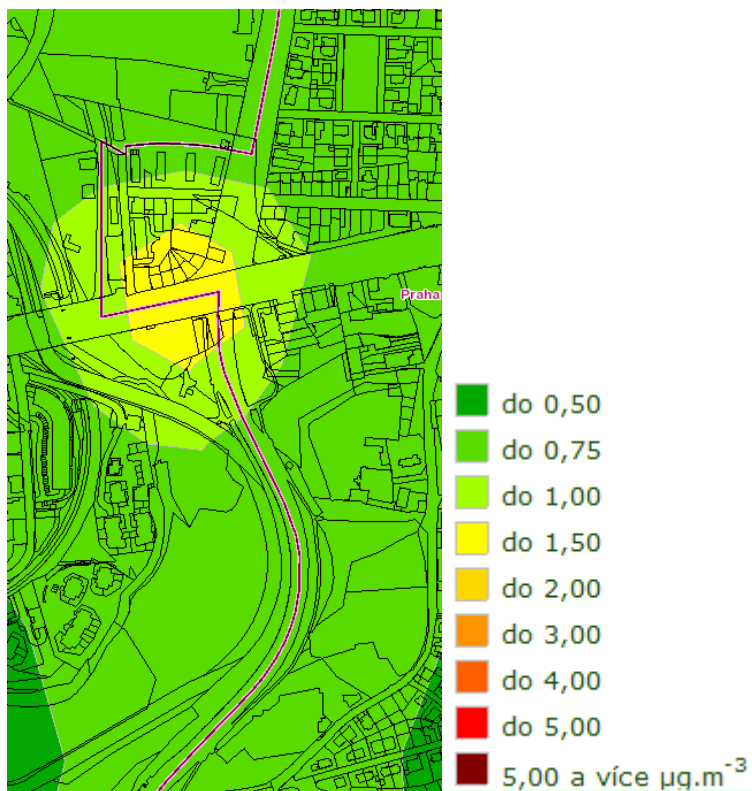 Praha
do 0,50
do 0,75
do 1,00
do 1,50
do 2,00
do 3,00
do 4,00
do 5,00
5,00 a více µg.m⁻³